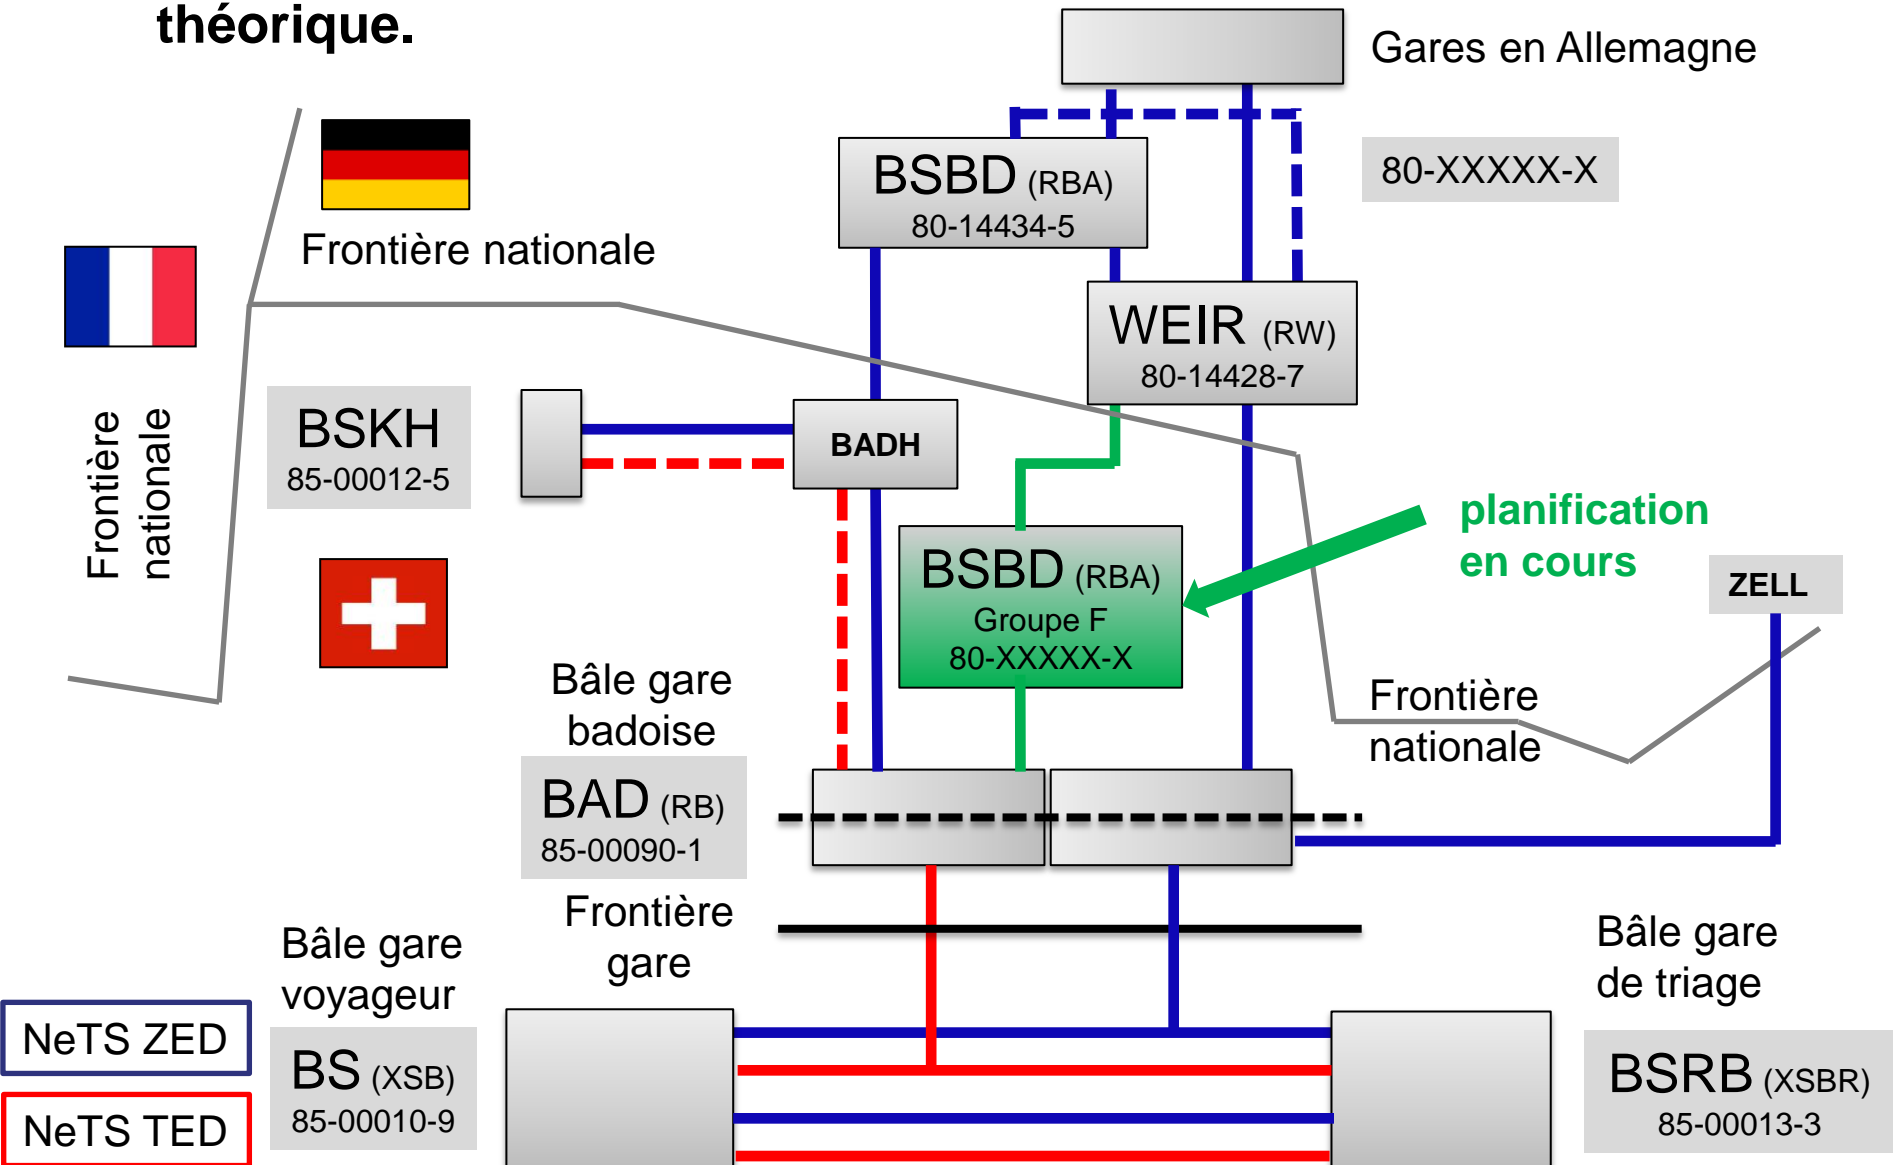 théorique.
Gares en Allemagne
BSBD (RBA)
80-14434-5
80-XXXXX-X
Frontière nationale
WEIR (RW)
80-14428-7
Frontière
nationale
BSKH
85-00012-5
BADH
planification
en cours
BSBD (RBA)
Groupe F
80-XXXXX-X
ZELL
Bâle gare
badoise
Frontière
nationale
BAD (RB)
85-00090-1
Frontière
gare
Bâle gare
voyageur
Bâle gare
de triage
NeTS ZED
BS (XSB)
85-00010-9
BSRB (XSBR)
85-00013-3
NeTS TED